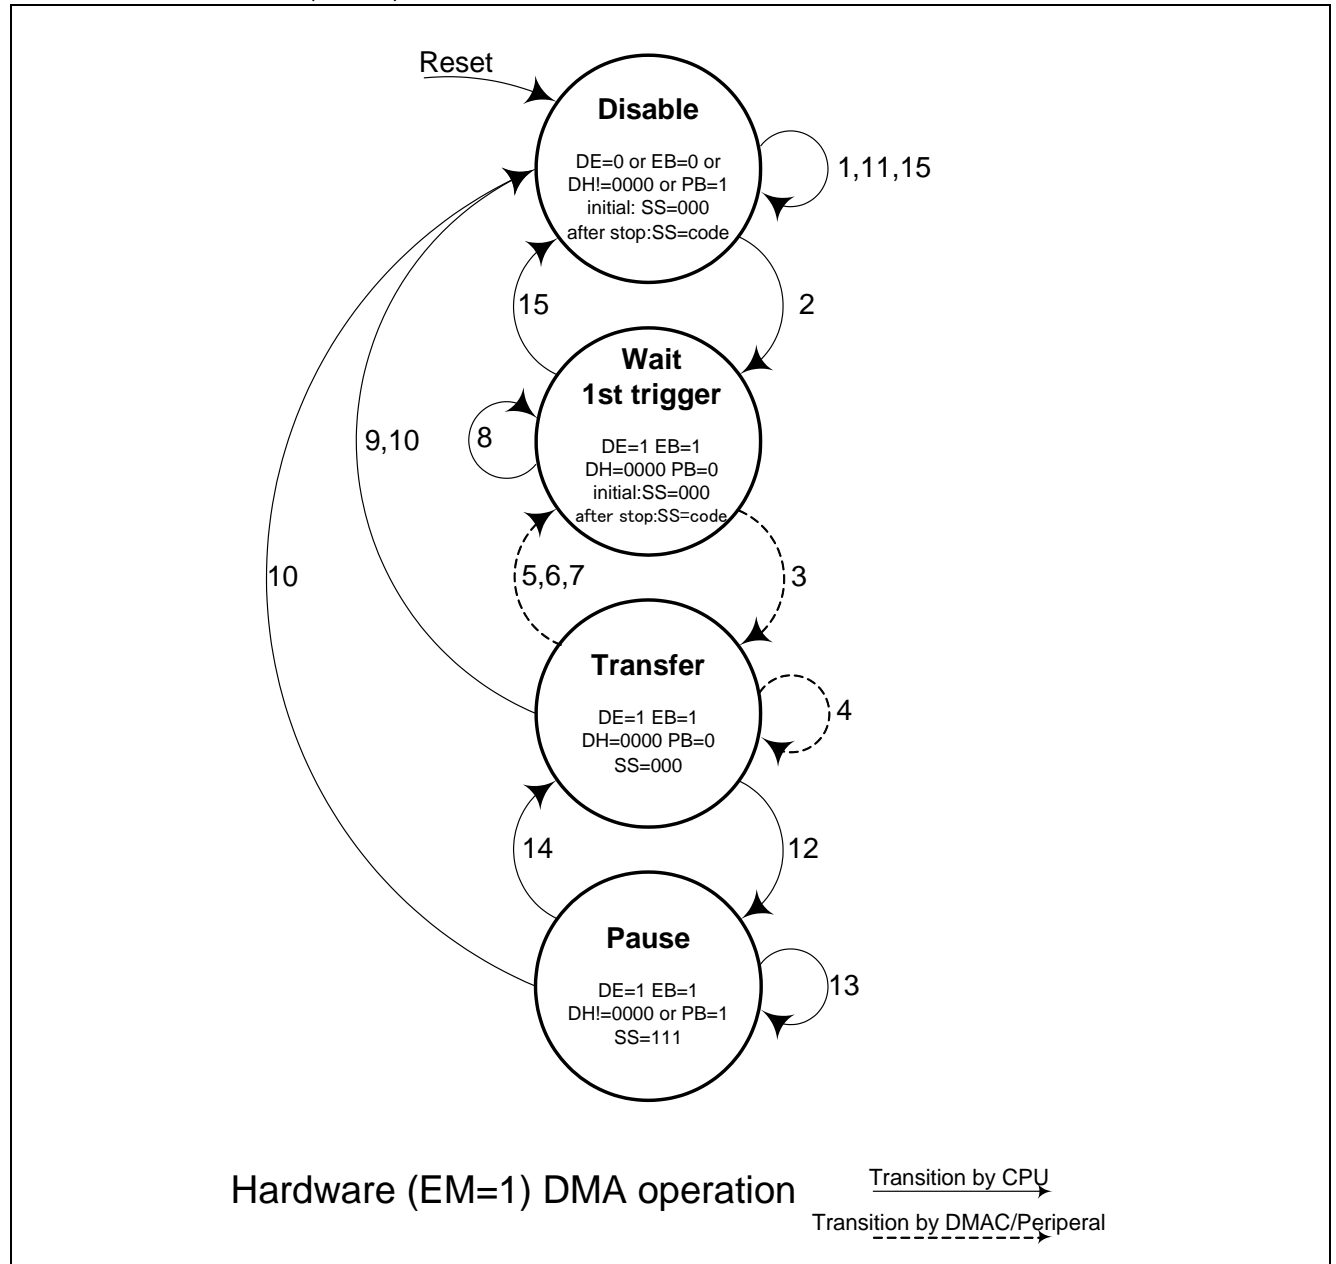 Reset
Disable
DE=0 or EB=0 or
DH!=0000 or PB=1
initial: SS=000
after stop:SS=code
1,11,15
15
2
Wait
1st trigger
DE=1 EB=1
DH=0000 PB=0
initial:SS=000
after stop:SS=code
8
9,10
10
5,6,7
3
Transfer
DE=1 EB=1
DH=0000 PB=0
SS=000
4
14
12
Pause
DE=1 EB=1
DH!=0000 or PB=1
SS=111
13
Hardware (EM=1) DMA operation
Transition by CPU
Transition by DMAC/Periperal